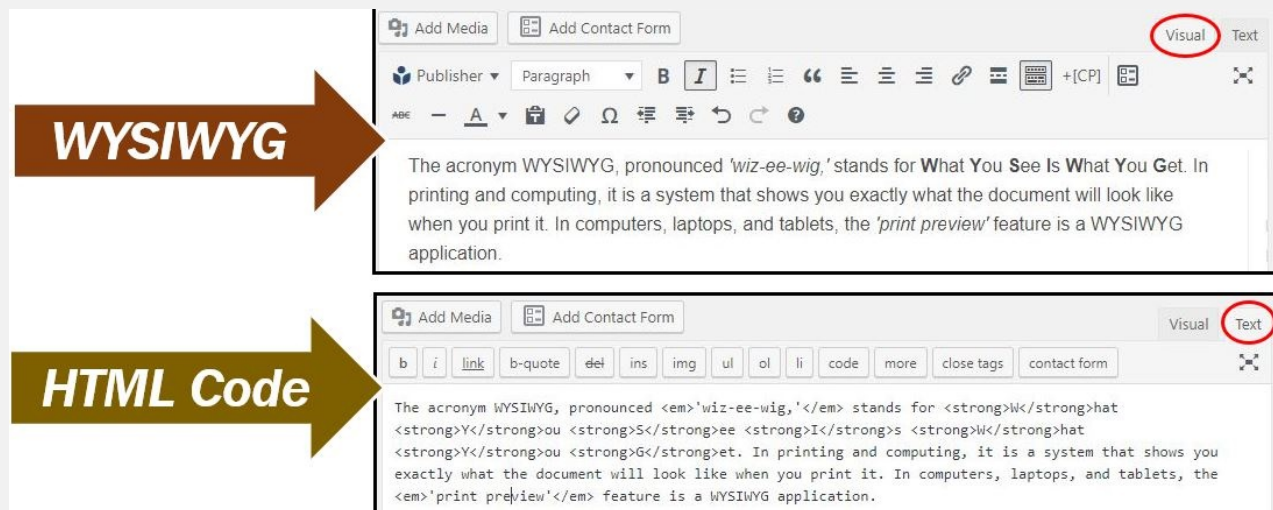 WYSIWYG
Add Media
Add Contact Form
Visual
Text
Publisher
Paragraph
B
I
+[CP]
ABC
A
Ω
The acronym WYSIWYG, pronounced 'wiz-ee-wig,' stands for What You See Is What You Get. In
printing and computing, it is a system that shows you exactly what the document will look like
when you print it. In computers, laptops, and tablets, the 'print preview' feature is a WYSIWYG
application.
HTML Code
Add Media
Add Contact Form
Visual
Text
b
i
link
b-quote
del
ins
img
ul
ol
li
code
more
close tags
contact form
The acronym WYSIWYG, pronounced <em>'wiz-ee-wig,'</em> stands for <strong>W</strong>hat
<strong>Y</strong>ou <strong>S</strong>ee <strong>I</strong>s <strong>W</strong>hat
<strong>Y</strong>ou <strong>G</strong>et. In printing and computing, it is a system that shows you
exactly what the document will look like when you print it. In computers, laptops, and tablets, the
<em>'print preview'</em> feature is a WYSIWYG application.